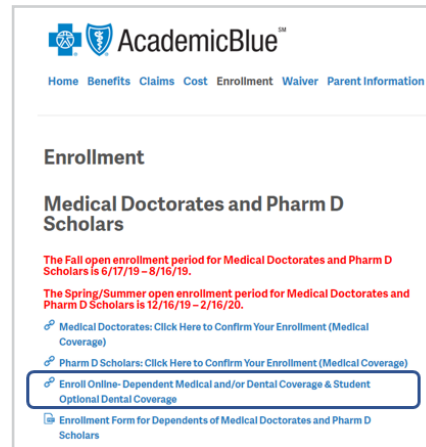 AcademicBlue℠
Home Benefits Claims Cost Enrollment Waiver Parent Information
Enrollment
Medical Doctorates and Pharm D
Scholars
The Fall open enrollment period for Medical Doctorates and Pharm D
Scholars is 6/17/19 – 8/16/19.
The Spring/Summer open enrollment period for Medical Doctorates and
Pharm D Scholars is 12/16/19 – 2/16/20.
Medical Doctorates: Click Here to Confirm Your Enrollment (Medical
Coverage)
Pharm D Scholars: Click Here to Confirm Your Enrollment (Medical Coverage)
Enroll Online- Dependent Medical and/or Dental Coverage & Student
Optional Dental Coverage
Enrollment Form for Dependents of Medical Doctorates and Pharm D
Scholars